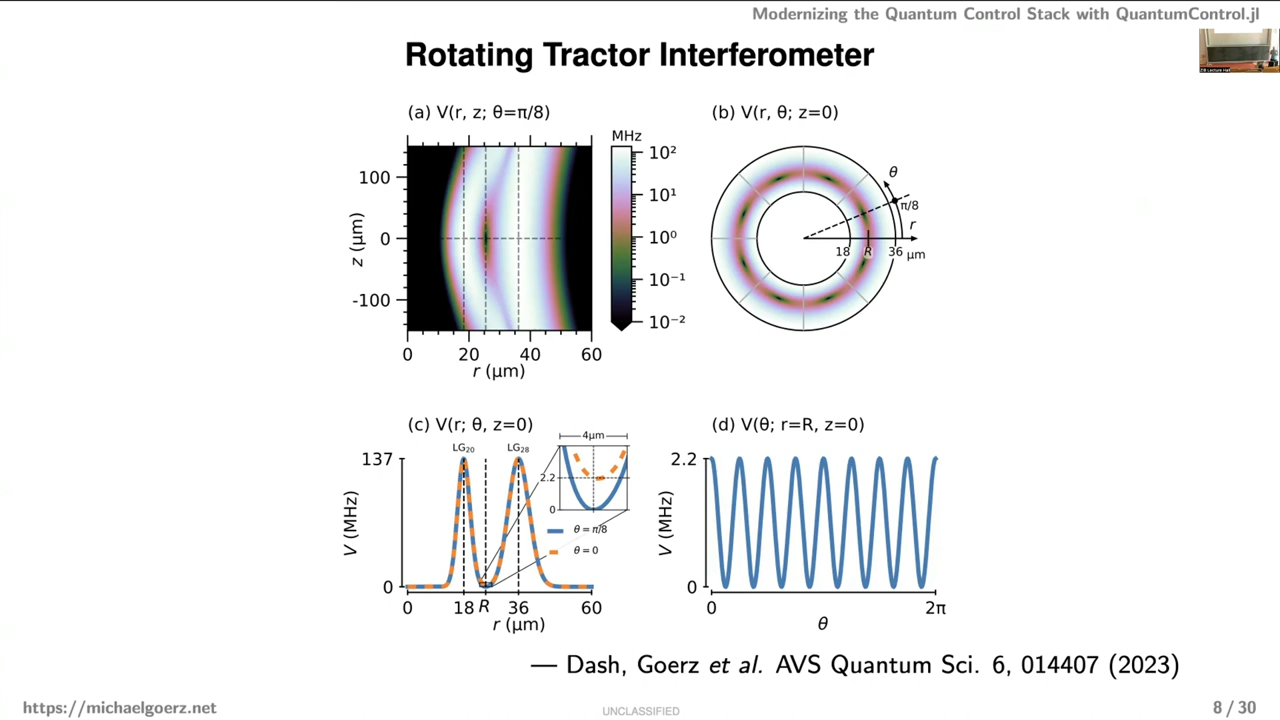 Modernizing the Quantum Control Stack with QuantumControl.jl
Rotating Tractor Interferometer
(a) V(r, z; θ=π/8)
MHz
10²
10¹
10⁰
10⁻¹
10⁻²
100
0
-100
z (μm)
0 20 40 60
r (μm)
(b) V(r, θ; z=0)
θ
π/8
r
18 R 36 μm
(c) V(r; θ, z=0)
LG₂₀ LG₂₈
137
0
V (MHz)
0 18 R 36 60
r (μm)
4μm
2.2
0
θ = π/8
θ = 0
(d) V(θ; r=R, z=0)
2.2
0
V (MHz)
0 2π
θ
— Dash, Goerz et al. AVS Quantum Sci. 6, 014407 (2023)
https://michaelgoerz.net
UNCLASSIFIED
8 / 30